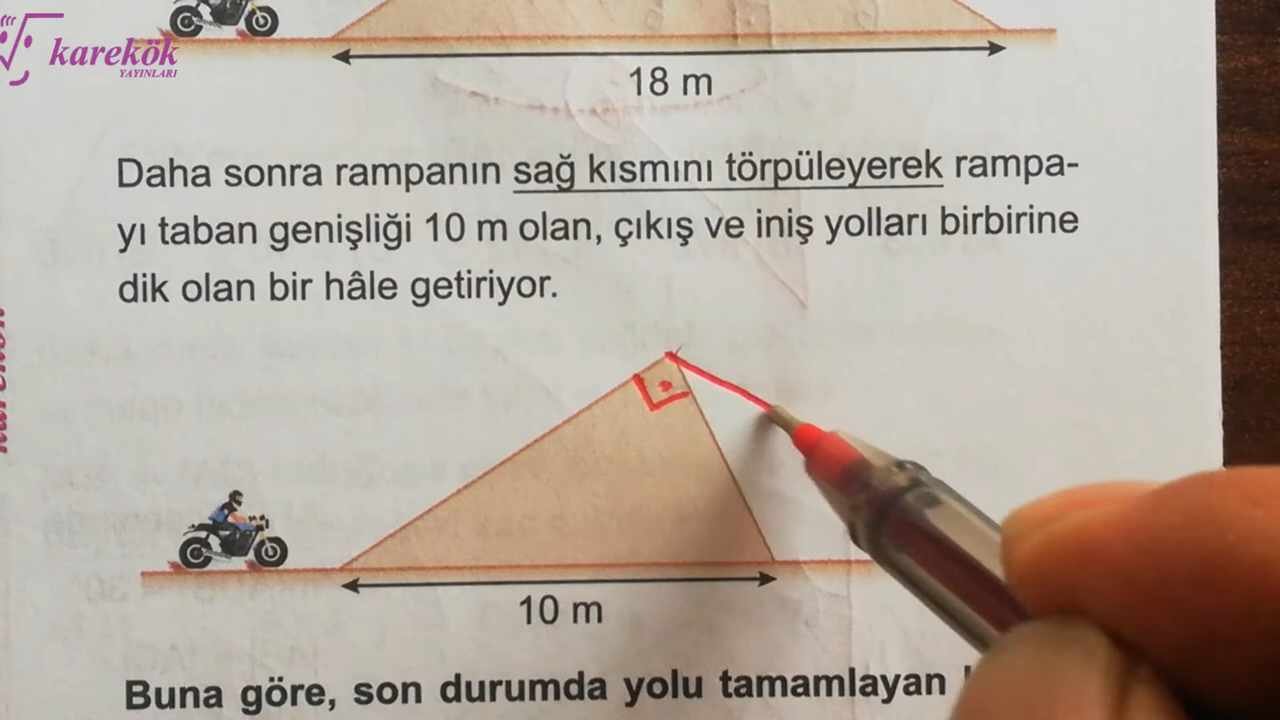 karekök
YAYINLARI
18 m
Daha sonra rampanın sağ kısmını törpüleyerek rampa-
yı taban genişliği 10 m olan, çıkış ve iniş yolları birbirine
dik olan bir hâle getiriyor.
10 m
Buna göre, son durumda yolu tamamlayan